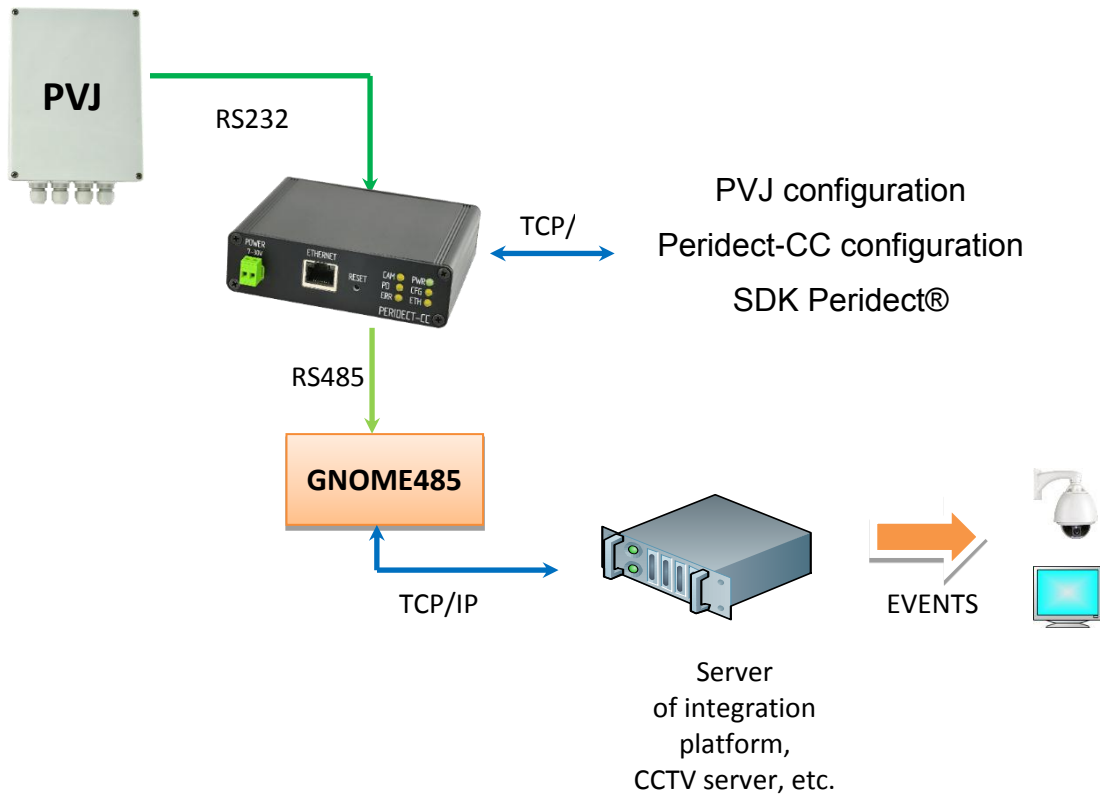 PVJ
RS232
PVJ configuration
Peridect-CC configuration
SDK Peridect®
TCP/
POWER
7-30V
ETHERNET
RESET
CAM PWR
PD CFG
ERR ETH
PERIDECT-CC
RS485
GNOME485
TCP/IP
EVENTS
Server
of integration
platform,
CCTV server, etc.